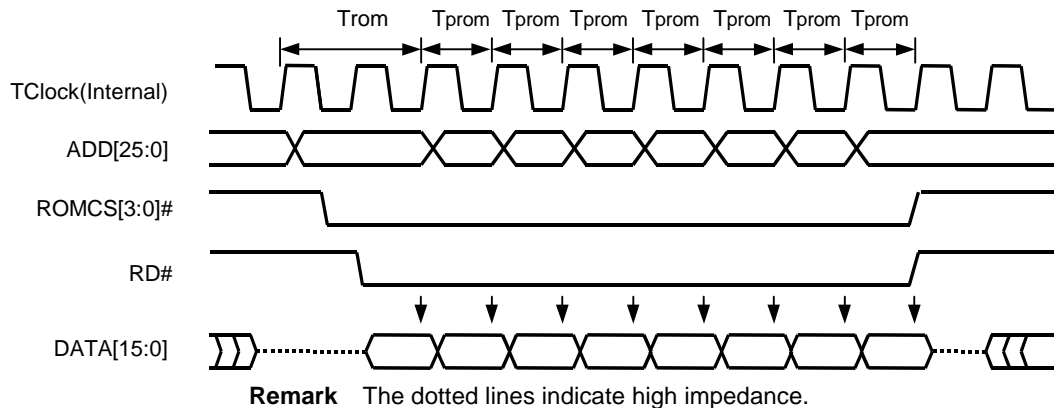 Trom Tprom Tprom Tprom Tprom Tprom Tprom Tprom
TClock(Internal)
ADD[25:0]
ROMCS[3:0]#
RD#
DATA[15:0]
Remark The dotted lines indicate high impedance.